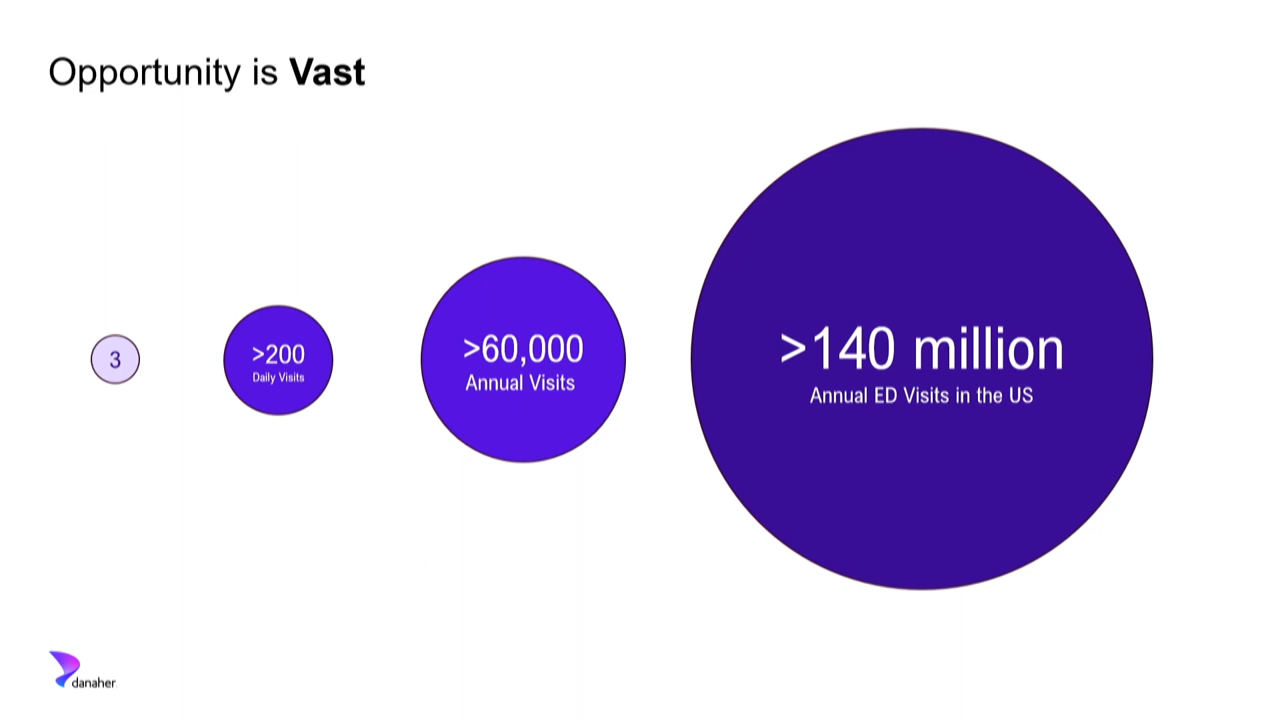 Opportunity is Vast
3
>200
Daily Visits
>60,000
Annual Visits
>140 million
Annual ED Visits in the US
danaher